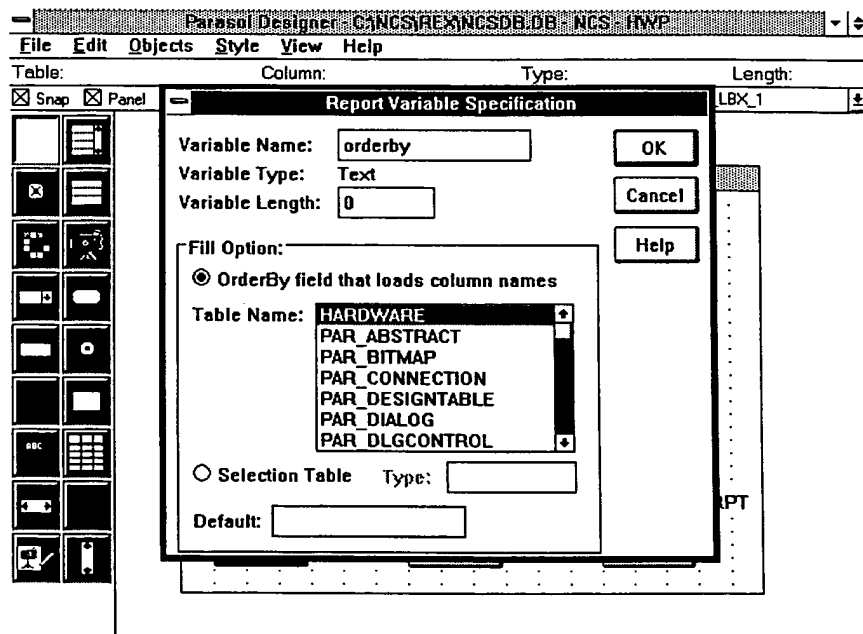 Parasol Designer - C:\NCS\REX\NCSDB.DB - NCS - HWP
File Edit Objects Style View Help
Table: Column: Type: Length:
Snap Panel LBX_1
Report Variable Specification
Variable Name: orderby OK
Variable Type: Text
Variable Length: 0 Cancel
Help
Fill Option:
OrderBy field that loads column names
Table Name: HARDWARE
PAR_ABSTRACT
PAR_BITMAP
PAR_CONNECTION
PAR_DESIGNTABLE
PAR_DIALOG
PAR_DLGCONTROL
Selection Table Type:
Default:
RPT
ABC